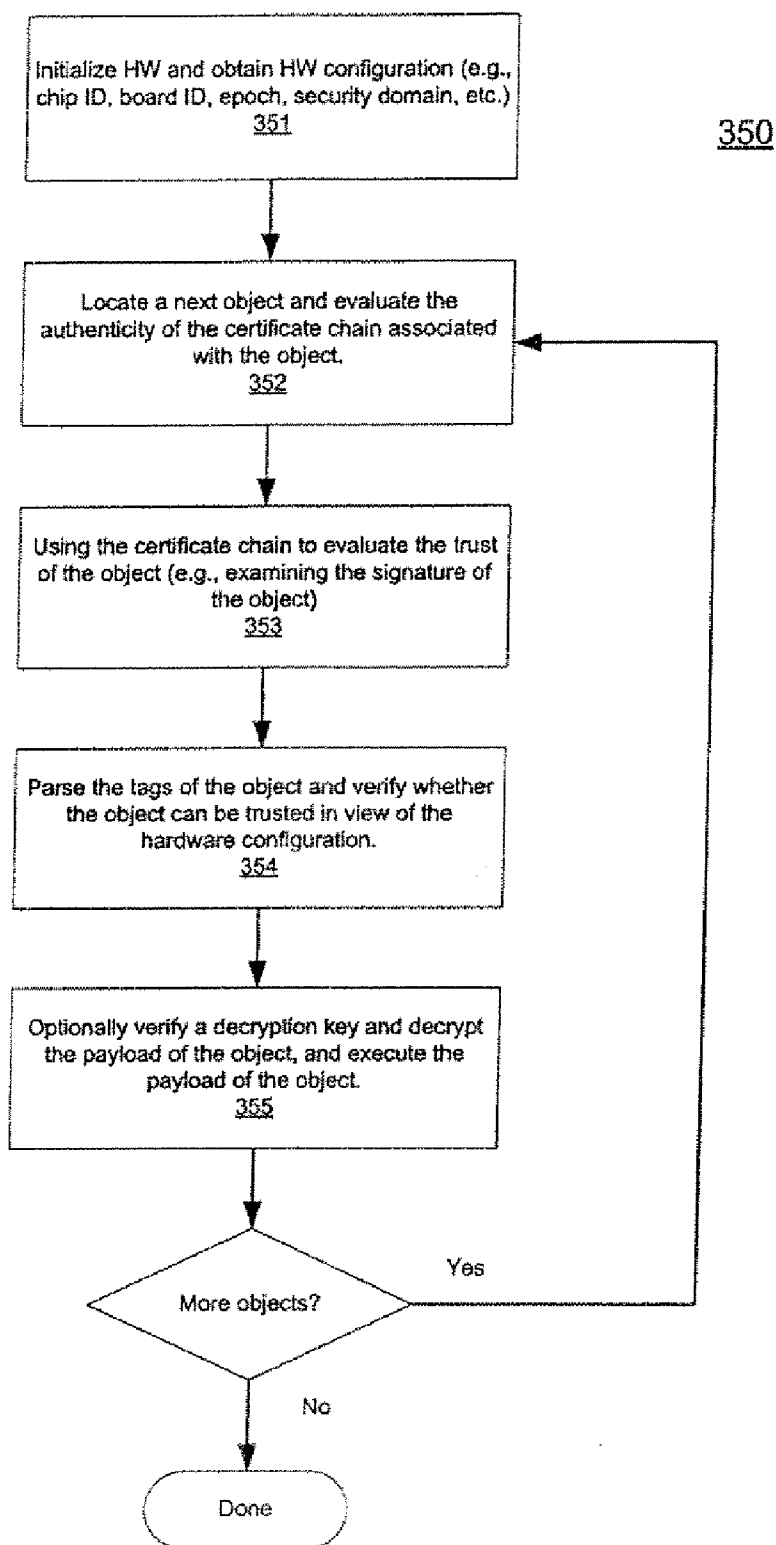 Initialize HW and obtain HW configuration (e.g.,
chip ID, board ID, epoch, security domain, etc.)
351
350
Locate a next object and evaluate the
authenticity of the certificate chain associated
with the object.
352
Using the certificate chain to evaluate the trust
of the object (e.g., examining the signature of
the object)
353
Parse the tags of the object and verify whether
the object can be trusted in view of the
hardware configuration.
354
Optionally verify a decryption key and decrypt
the payload of the object, and execute the
payload of the object.
355
More objects?
Yes
No
Done